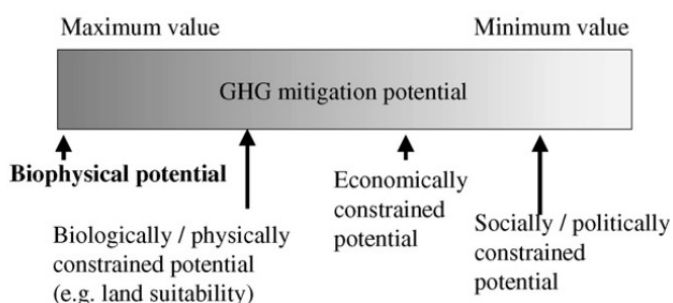 Maximum value
Minimum value
GHG mitigation potential
Biophysical potential
Biologically / physically
constrained potential
(e.g. land suitability)
Economically
constrained
potential
Socially / politically
constrained
potential